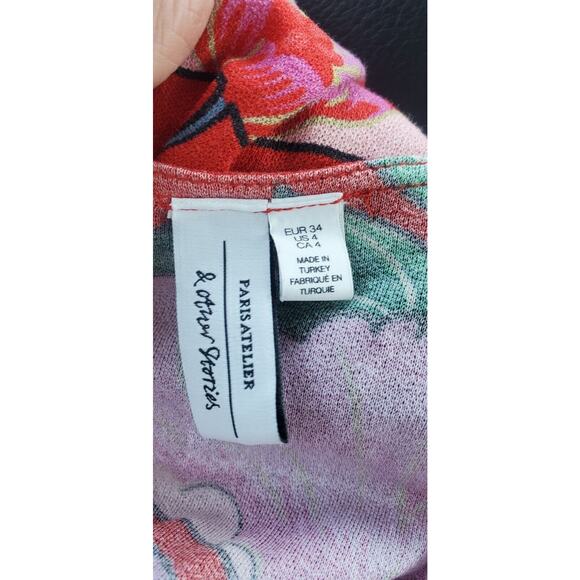 PARIS ATELIER
& other Stories
EUR 34
US 4
CA 4
MADE IN
TURKEY
FABRIQUÉ EN
TURQUIE